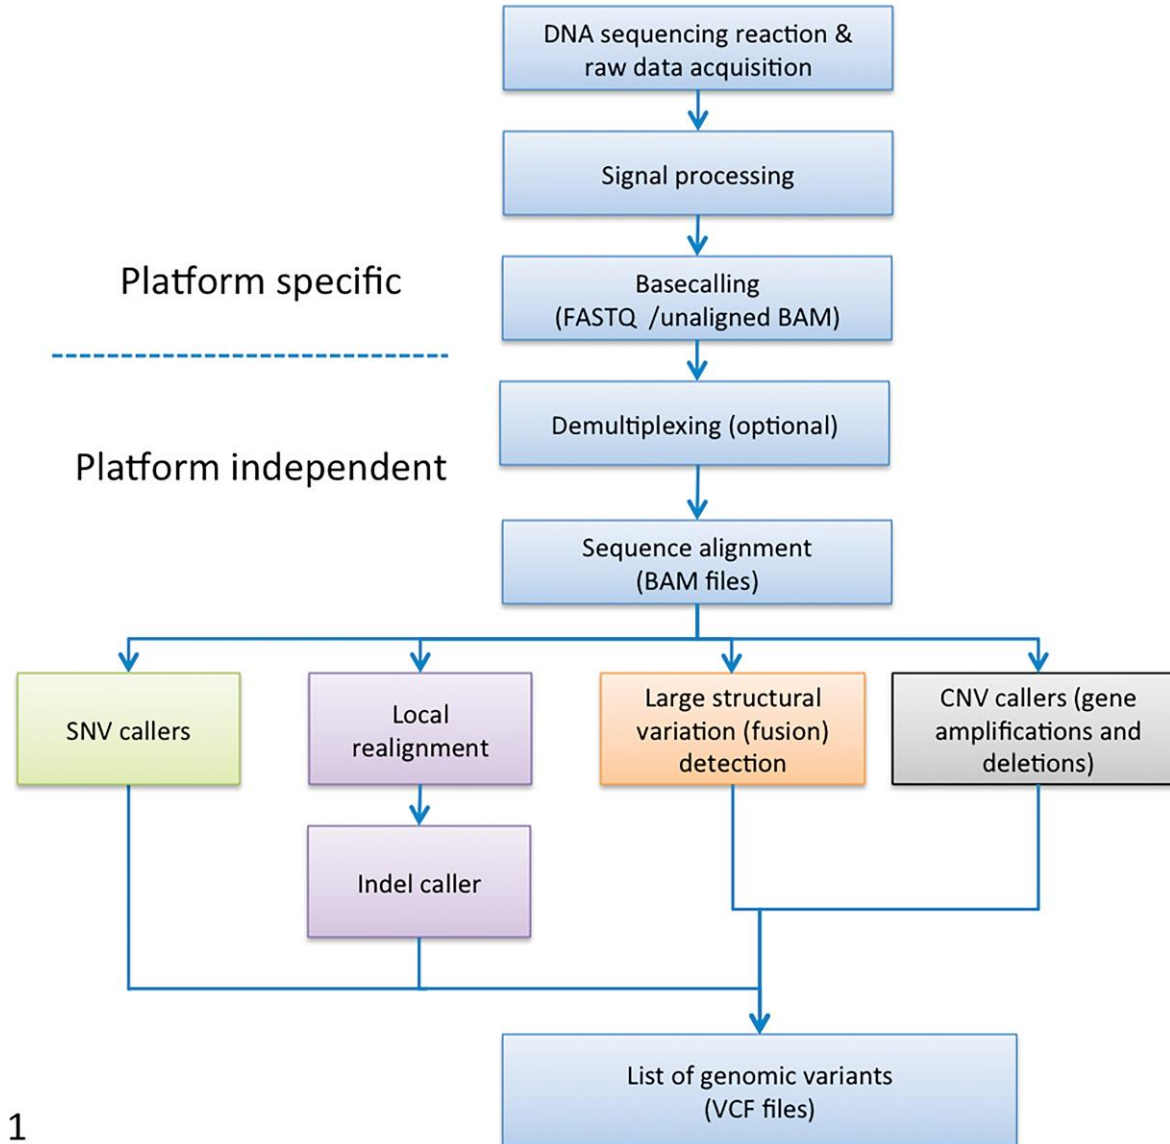 DNA sequencing reaction &
raw data acquisition
Signal processing
Platform specific
Basecalling
(FASTQ /unaligned BAM)
Platform independent
Demultiplexing (optional)
Sequence alignment
(BAM files)
SNV callers
Local
realignment
Large structural
variation (fusion)
detection
CNV callers (gene
amplifications and
deletions)
Indel caller
List of genomic variants
(VCF files)
1